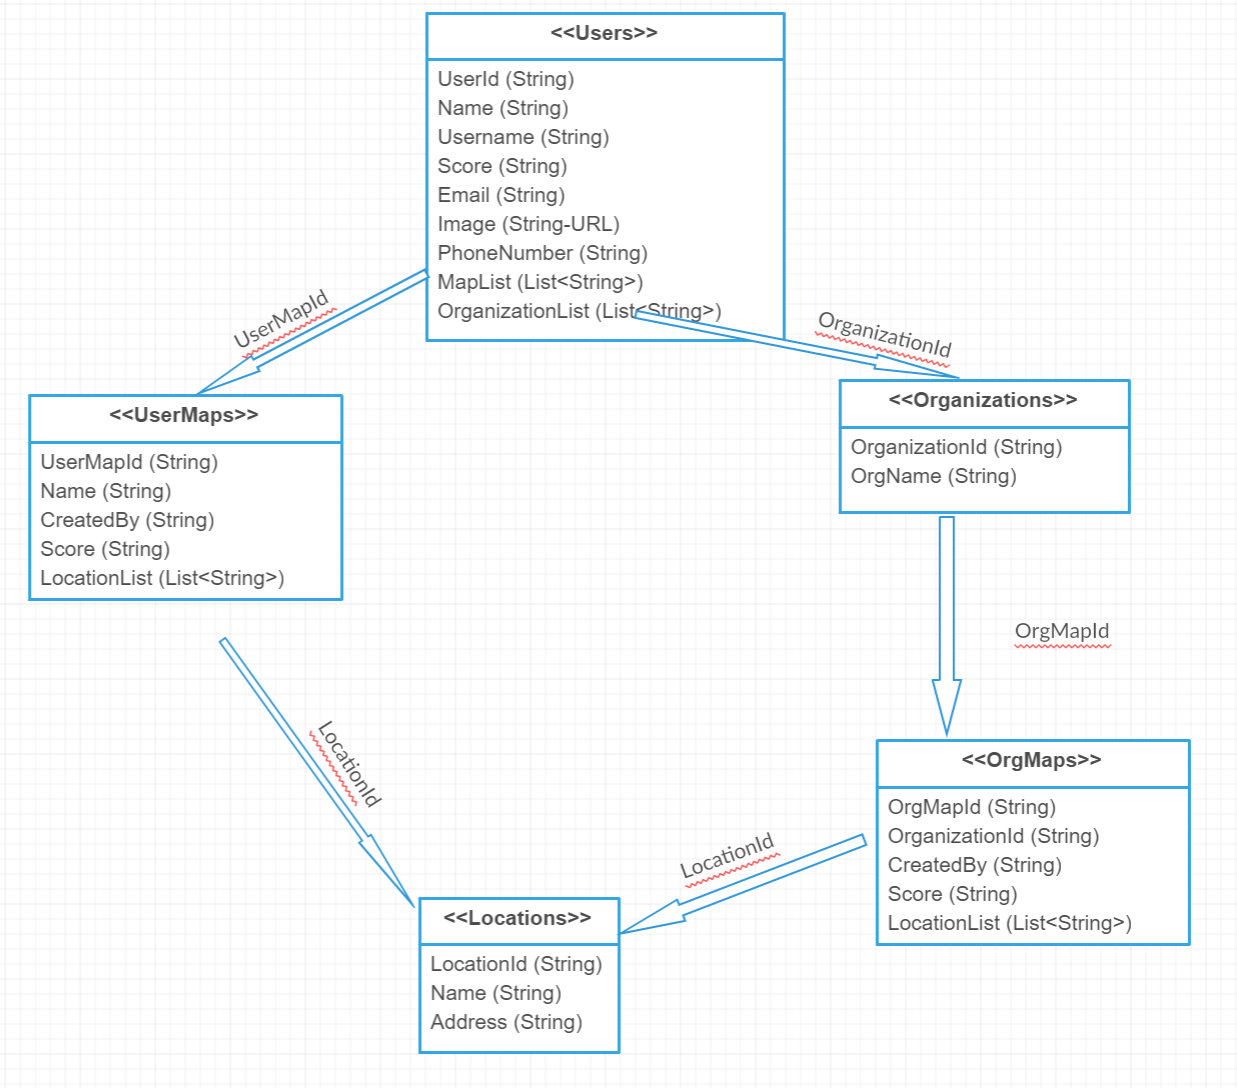 <<Users>>
UserId (String)
Name (String)
Username (String)
Score (String)
Email (String)
Image (String-URL)
PhoneNumber (String)
MapList (List<String>)
OrganizationList (List<String>)
UserMapId
OrganizationId
<<UserMaps>>
UserMapId (String)
Name (String)
CreatedBy (String)
Score (String)
LocationList (List<String>)
<<Organizations>>
OrganizationId (String)
OrgName (String)
OrgMapId
LocationId
<<OrgMaps>>
OrgMapId (String)
OrganizationId (String)
CreatedBy (String)
Score (String)
LocationList (List<String>)
LocationId
<<Locations>>
LocationId (String)
Name (String)
Address (String)